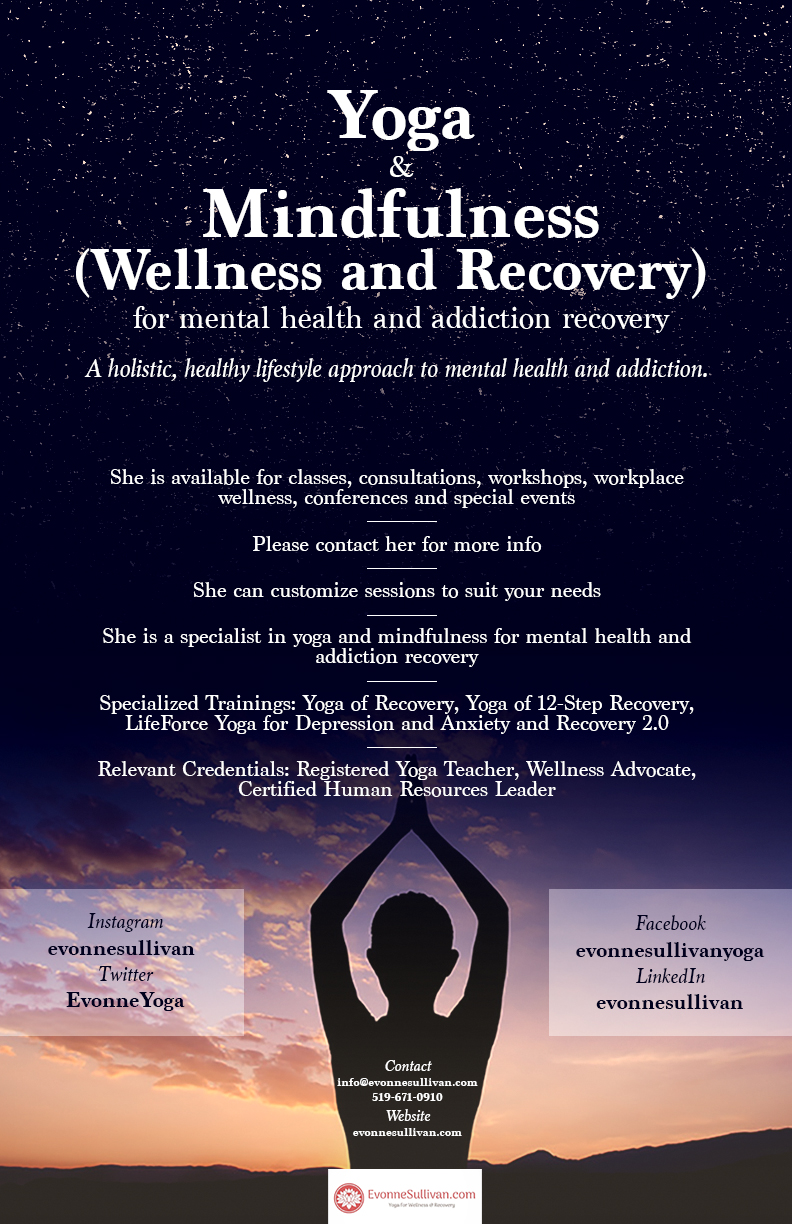 Yoga
&
Mindfulness
(Wellness and Recovery)
for mental health and addiction recovery
A holistic, healthy lifestyle approach to mental health and addiction.
She is available for classes, consultations, workshops, workplace
wellness, conferences and special events
Please contact her for more info
She can customize sessions to suit your needs
She is a specialist in yoga and mindfulness for mental health and
addiction recovery
Specialized Trainings: Yoga of Recovery, Yoga of 12-Step Recovery,
LifeForce Yoga for Depression and Anxiety and Recovery 2.0
Relevant Credentials: Registered Yoga Teacher, Wellness Advocate,
Certified Human Resources Leader
Instagram
evonnesullivan
Twitter
EvonneYoga
Facebook
evonnesullivanyoga
LinkedIn
evonnesullivan
Contact
info@evonnesullivan.com
519-671-0910
Website
evonnesullivan.com
EvonneSullivan.com
Yoga for Wellness & Recovery